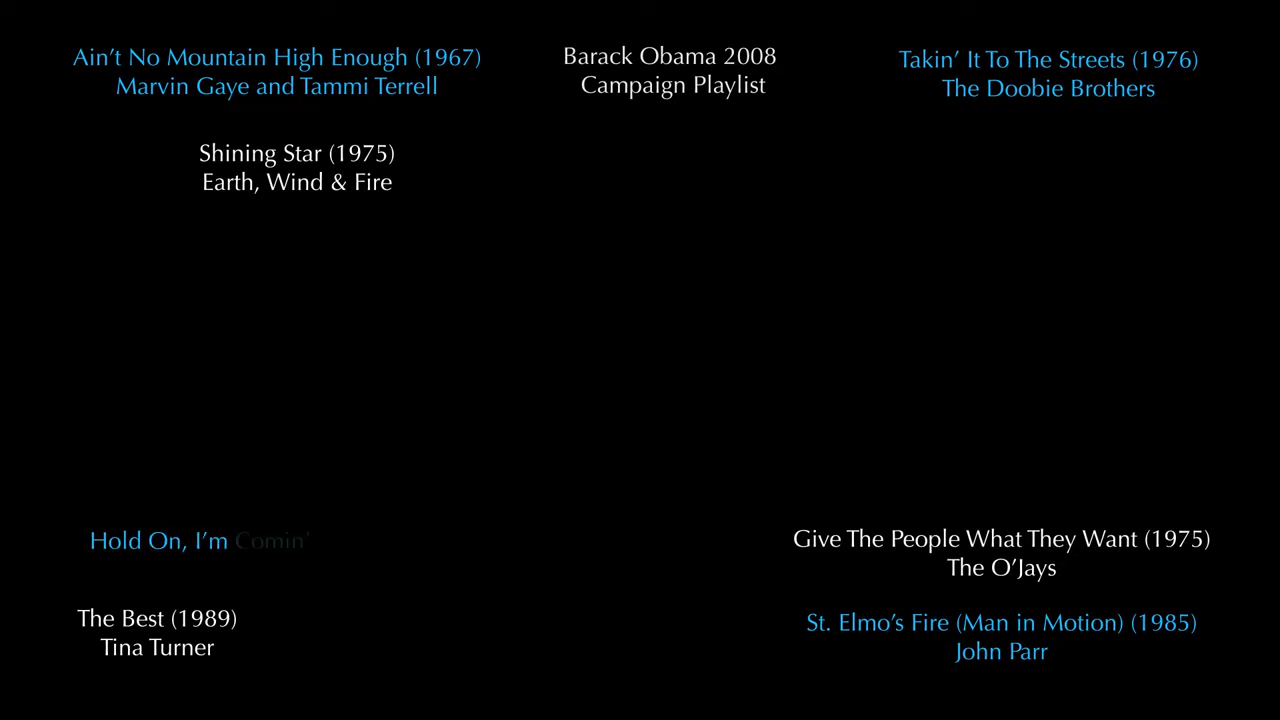 Ain’t No Mountain High Enough (1967)
Marvin Gaye and Tammi Terrell
Barack Obama 2008
Campaign Playlist
Takin’ It To The Streets (1976)
The Doobie Brothers
Shining Star (1975)
Earth, Wind & Fire
Hold On, I’m Comin’
Give The People What They Want (1975)
The O’Jays
The Best (1989)
Tina Turner
St. Elmo’s Fire (Man in Motion) (1985)
John Parr